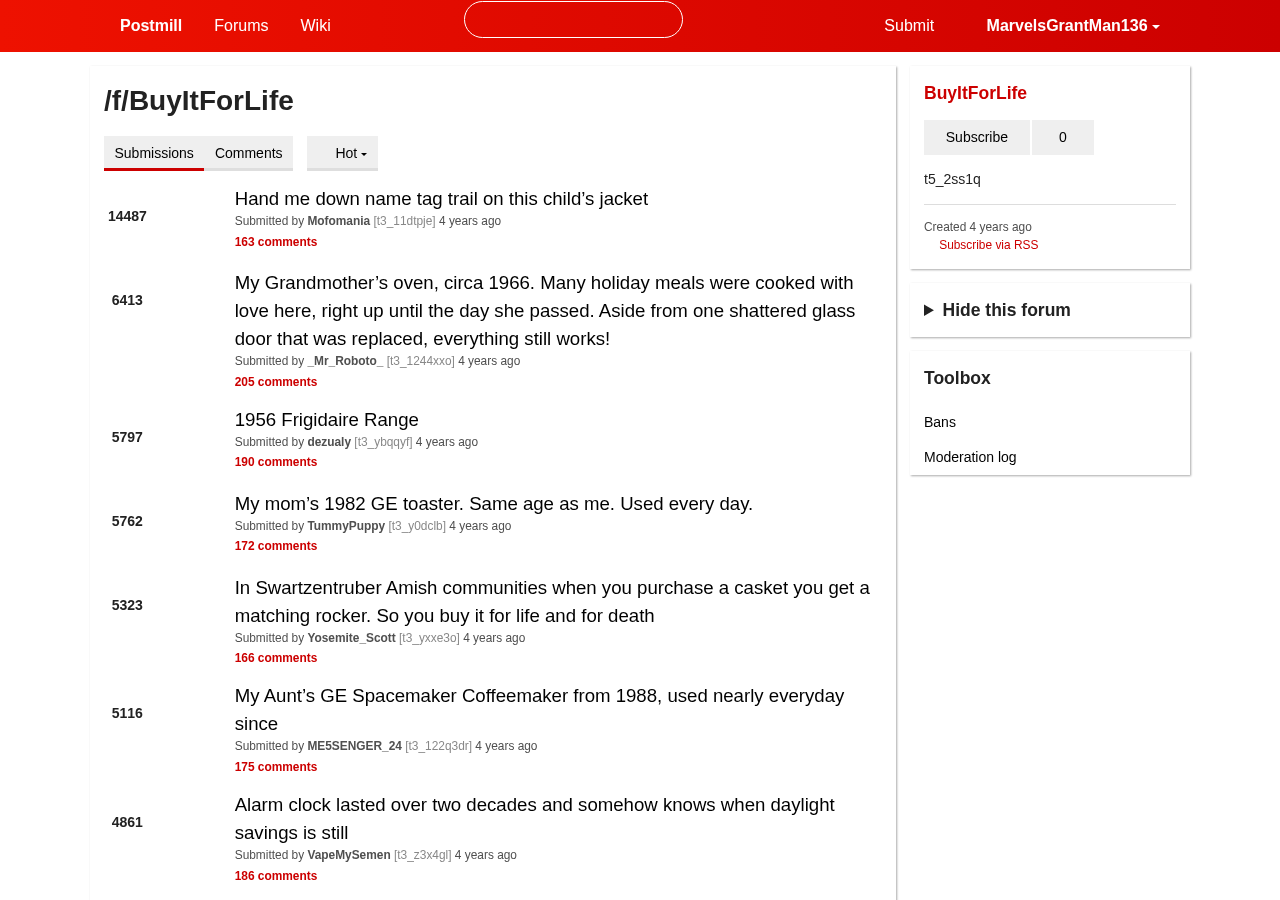 Postmill Forums Wiki Submit MarvelsGrantMan136
/f/BuyItForLife
Submissions Comments Hot
14487
Hand me down name tag trail on this child’s jacket
Submitted by Mofomania [t3_11dtpje] 4 years ago
163 comments
6413
My Grandmother’s oven, circa 1966. Many holiday meals were cooked with
love here, right up until the day she passed. Aside from one shattered glass
door that was replaced, everything still works!
Submitted by _Mr_Roboto_ [t3_1244xxo] 4 years ago
205 comments
5797
1956 Frigidaire Range
Submitted by dezualy [t3_ybqqyf] 4 years ago
190 comments
5762
My mom’s 1982 GE toaster. Same age as me. Used every day.
Submitted by TummyPuppy [t3_y0dclb] 4 years ago
172 comments
5323
In Swartzentruber Amish communities when you purchase a casket you get a
matching rocker. So you buy it for life and for death
Submitted by Yosemite_Scott [t3_yxxe3o] 4 years ago
166 comments
5116
My Aunt’s GE Spacemaker Coffeemaker from 1988, used nearly everyday
since
Submitted by ME5SENGER_24 [t3_122q3dr] 4 years ago
175 comments
4861
Alarm clock lasted over two decades and somehow knows when daylight
savings is still
Submitted by VapeMySemen [t3_z3x4gl] 4 years ago
186 comments
BuyItForLife
Subscribe 0
t5_2ss1q
Created 4 years ago
Subscribe via RSS
Hide this forum
Toolbox
Bans
Moderation log